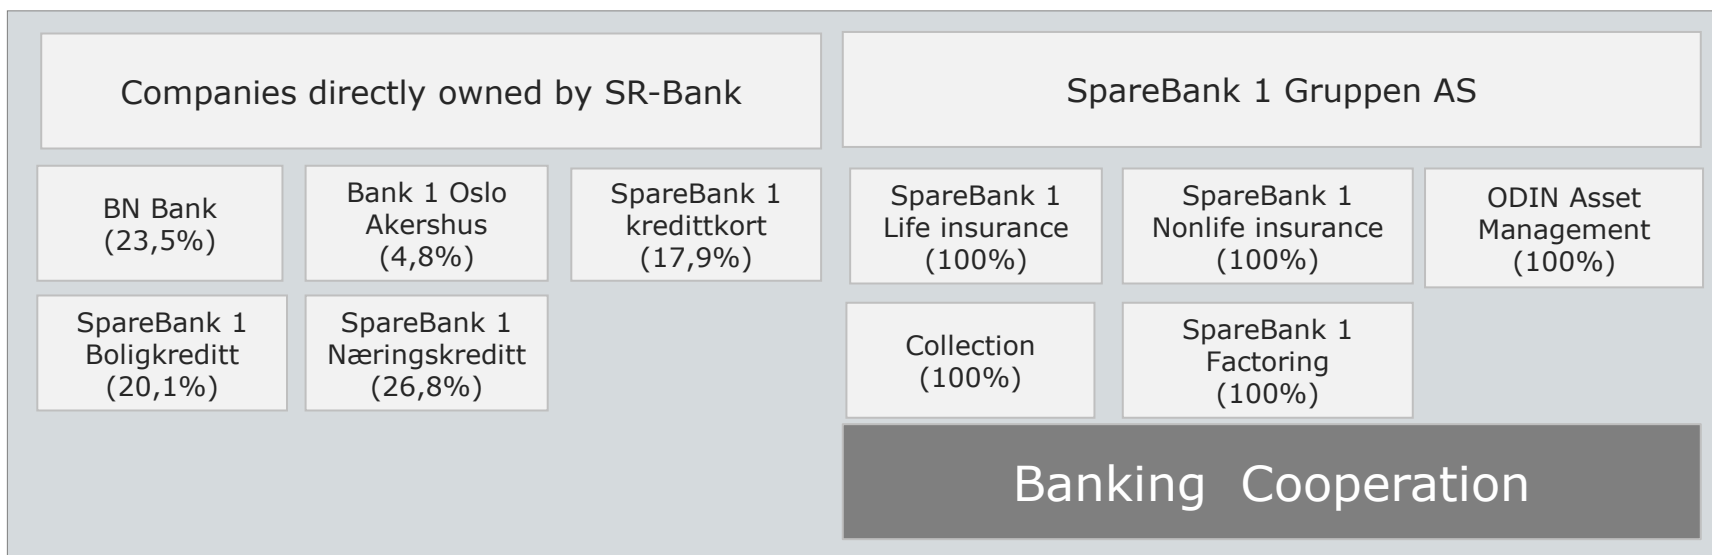 Companies directly owned by SR-Bank
BN Bank
(23,5%)
Bank 1 Oslo
Akershus
(4,8%)
SpareBank 1
kredittkort
(17,9%)
SpareBank 1
Boligkreditt
(20,1%)
SpareBank 1
Næringskreditt
(26,8%)
SpareBank 1 Gruppen AS
SpareBank 1
Life insurance
(100%)
SpareBank 1
Nonlife insurance
(100%)
ODIN Asset
Management
(100%)
Collection
(100%)
SpareBank 1
Factoring
(100%)
Banking Cooperation